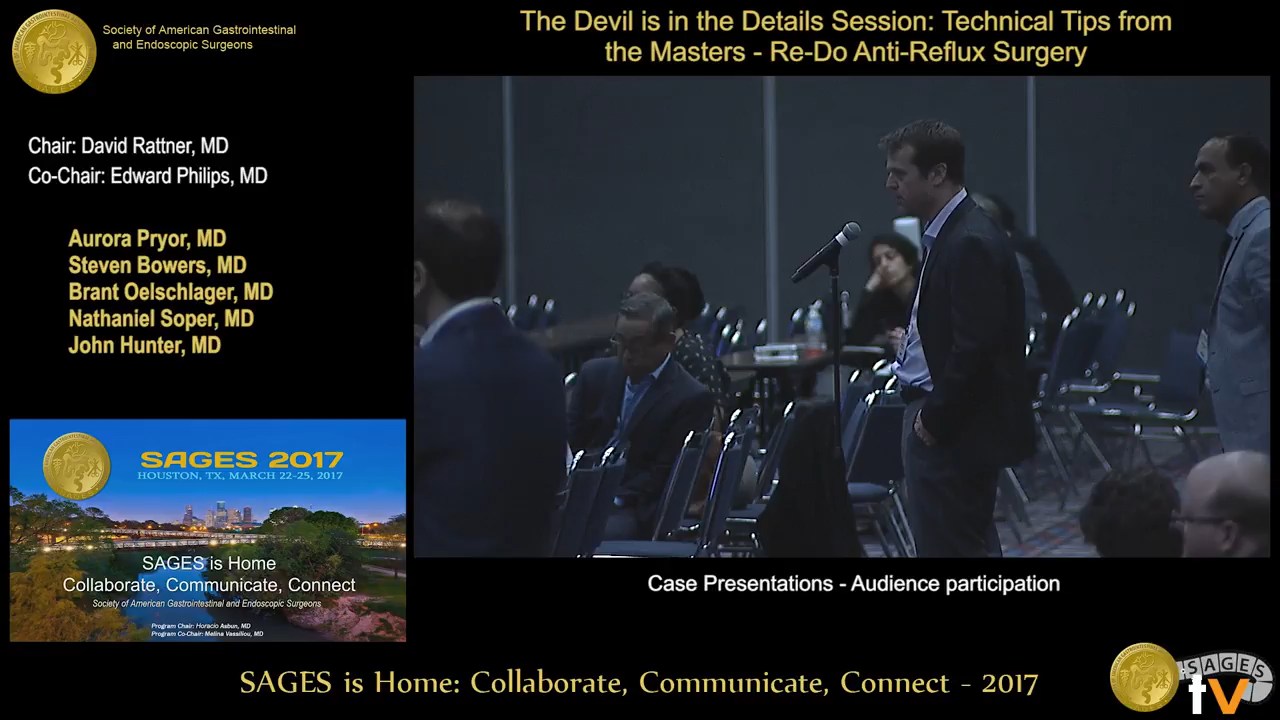 Society of American Gastrointestinal
and Endoscopic Surgeons
The Devil is in the Details Session: Technical Tips from
the Masters - Re-Do Anti-Reflux Surgery
Chair: David Rattner, MD
Co-Chair: Edward Philips, MD
Aurora Pryor, MD
Steven Bowers, MD
Brant Oelschlager, MD
Nathaniel Soper, MD
John Hunter, MD
SAGES 2017
HOUSTON, TX, MARCH 22-25, 2017
SAGES is Home
Collaborate, Communicate, Connect
Society of American Gastrointestinal and Endoscopic Surgeons
Program Chair: Horacio Asbun, MD
Program Co-Chair: Melina Vassiliou, MD
Case Presentations - Audience participation
SAGES is Home: Collaborate, Communicate, Connect - 2017
SAGES
tv